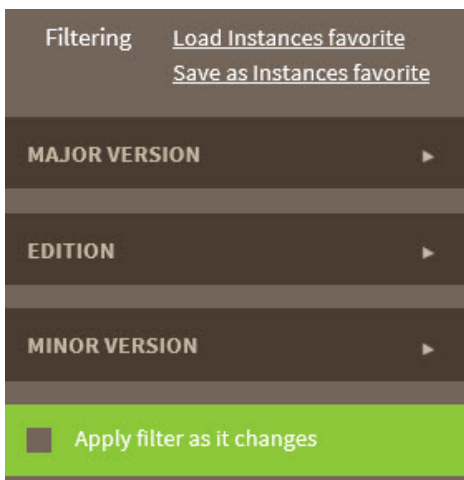 Filtering Load Instances favorite
Save as Instances favorite
MAJOR VERSION
EDITION
MINOR VERSION
Apply filter as it changes